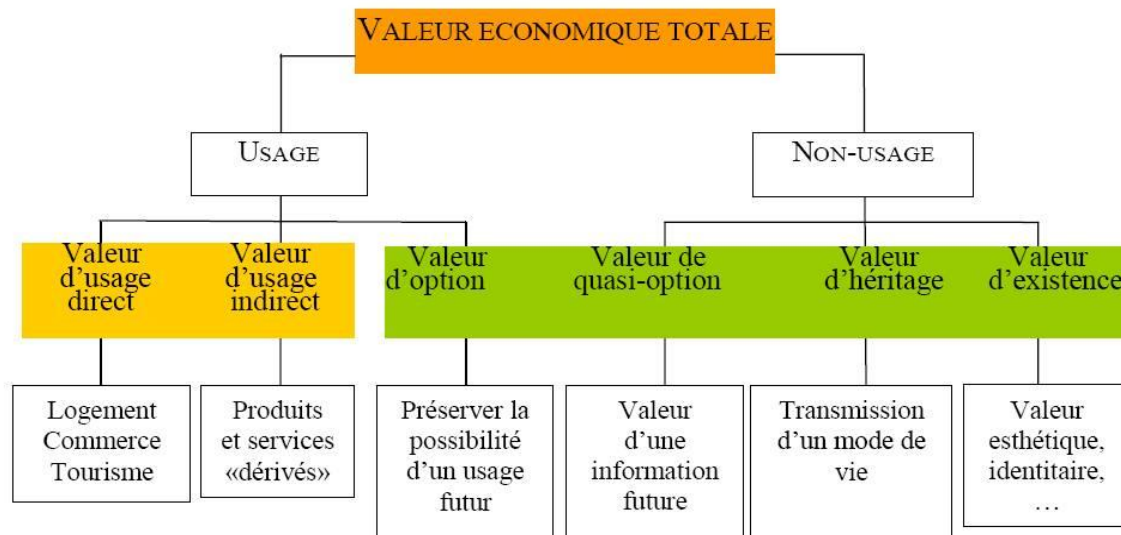 VALEUR ECONOMIQUE TOTALE
USAGE
NON-USAGE
Valeur
d’usage
direct
Valeur
d’usage
indirect
Valeur
d’option
Valeur de
quasi-option
Valeur
d’héritage
Valeur
d’existence
Logement
Commerce
Tourisme
Produits
et services
«dérivés»
Préserver la
possibilité
d’un usage
futur
Valeur
d’une
information
future
Transmission
d’un mode de
vie
Valeur
esthétique,
identitaire,
…